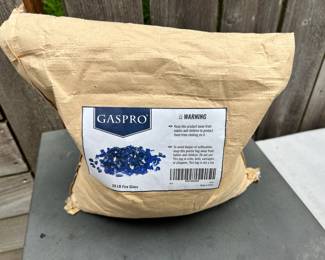 GASPRO
⚠ WARNING
Keep this product away from
babies and children to protect
them from choking on it
To avoid danger of suffocation,
keep this plastic bag away from
babies and children. Do not use
this bag in cribs, beds, carriages
or playpens. This bag is not a toy
20 LB Fire Glass